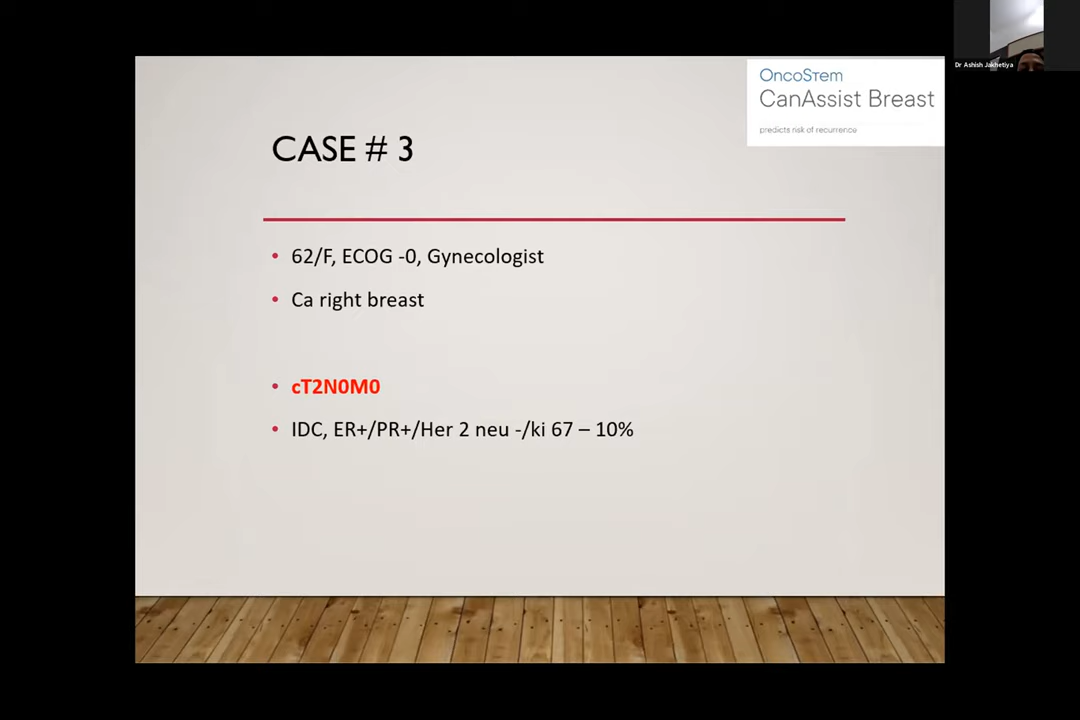 Dr Ashish Jakhetiya
OncoStem
CanAssist Breast
predicts risk of recurrence
CASE # 3
• 62/F, ECOG -0, Gynecologist
• Ca right breast
• cT2N0M0
• IDC, ER+/PR+/Her 2 neu -/ki 67 – 10%